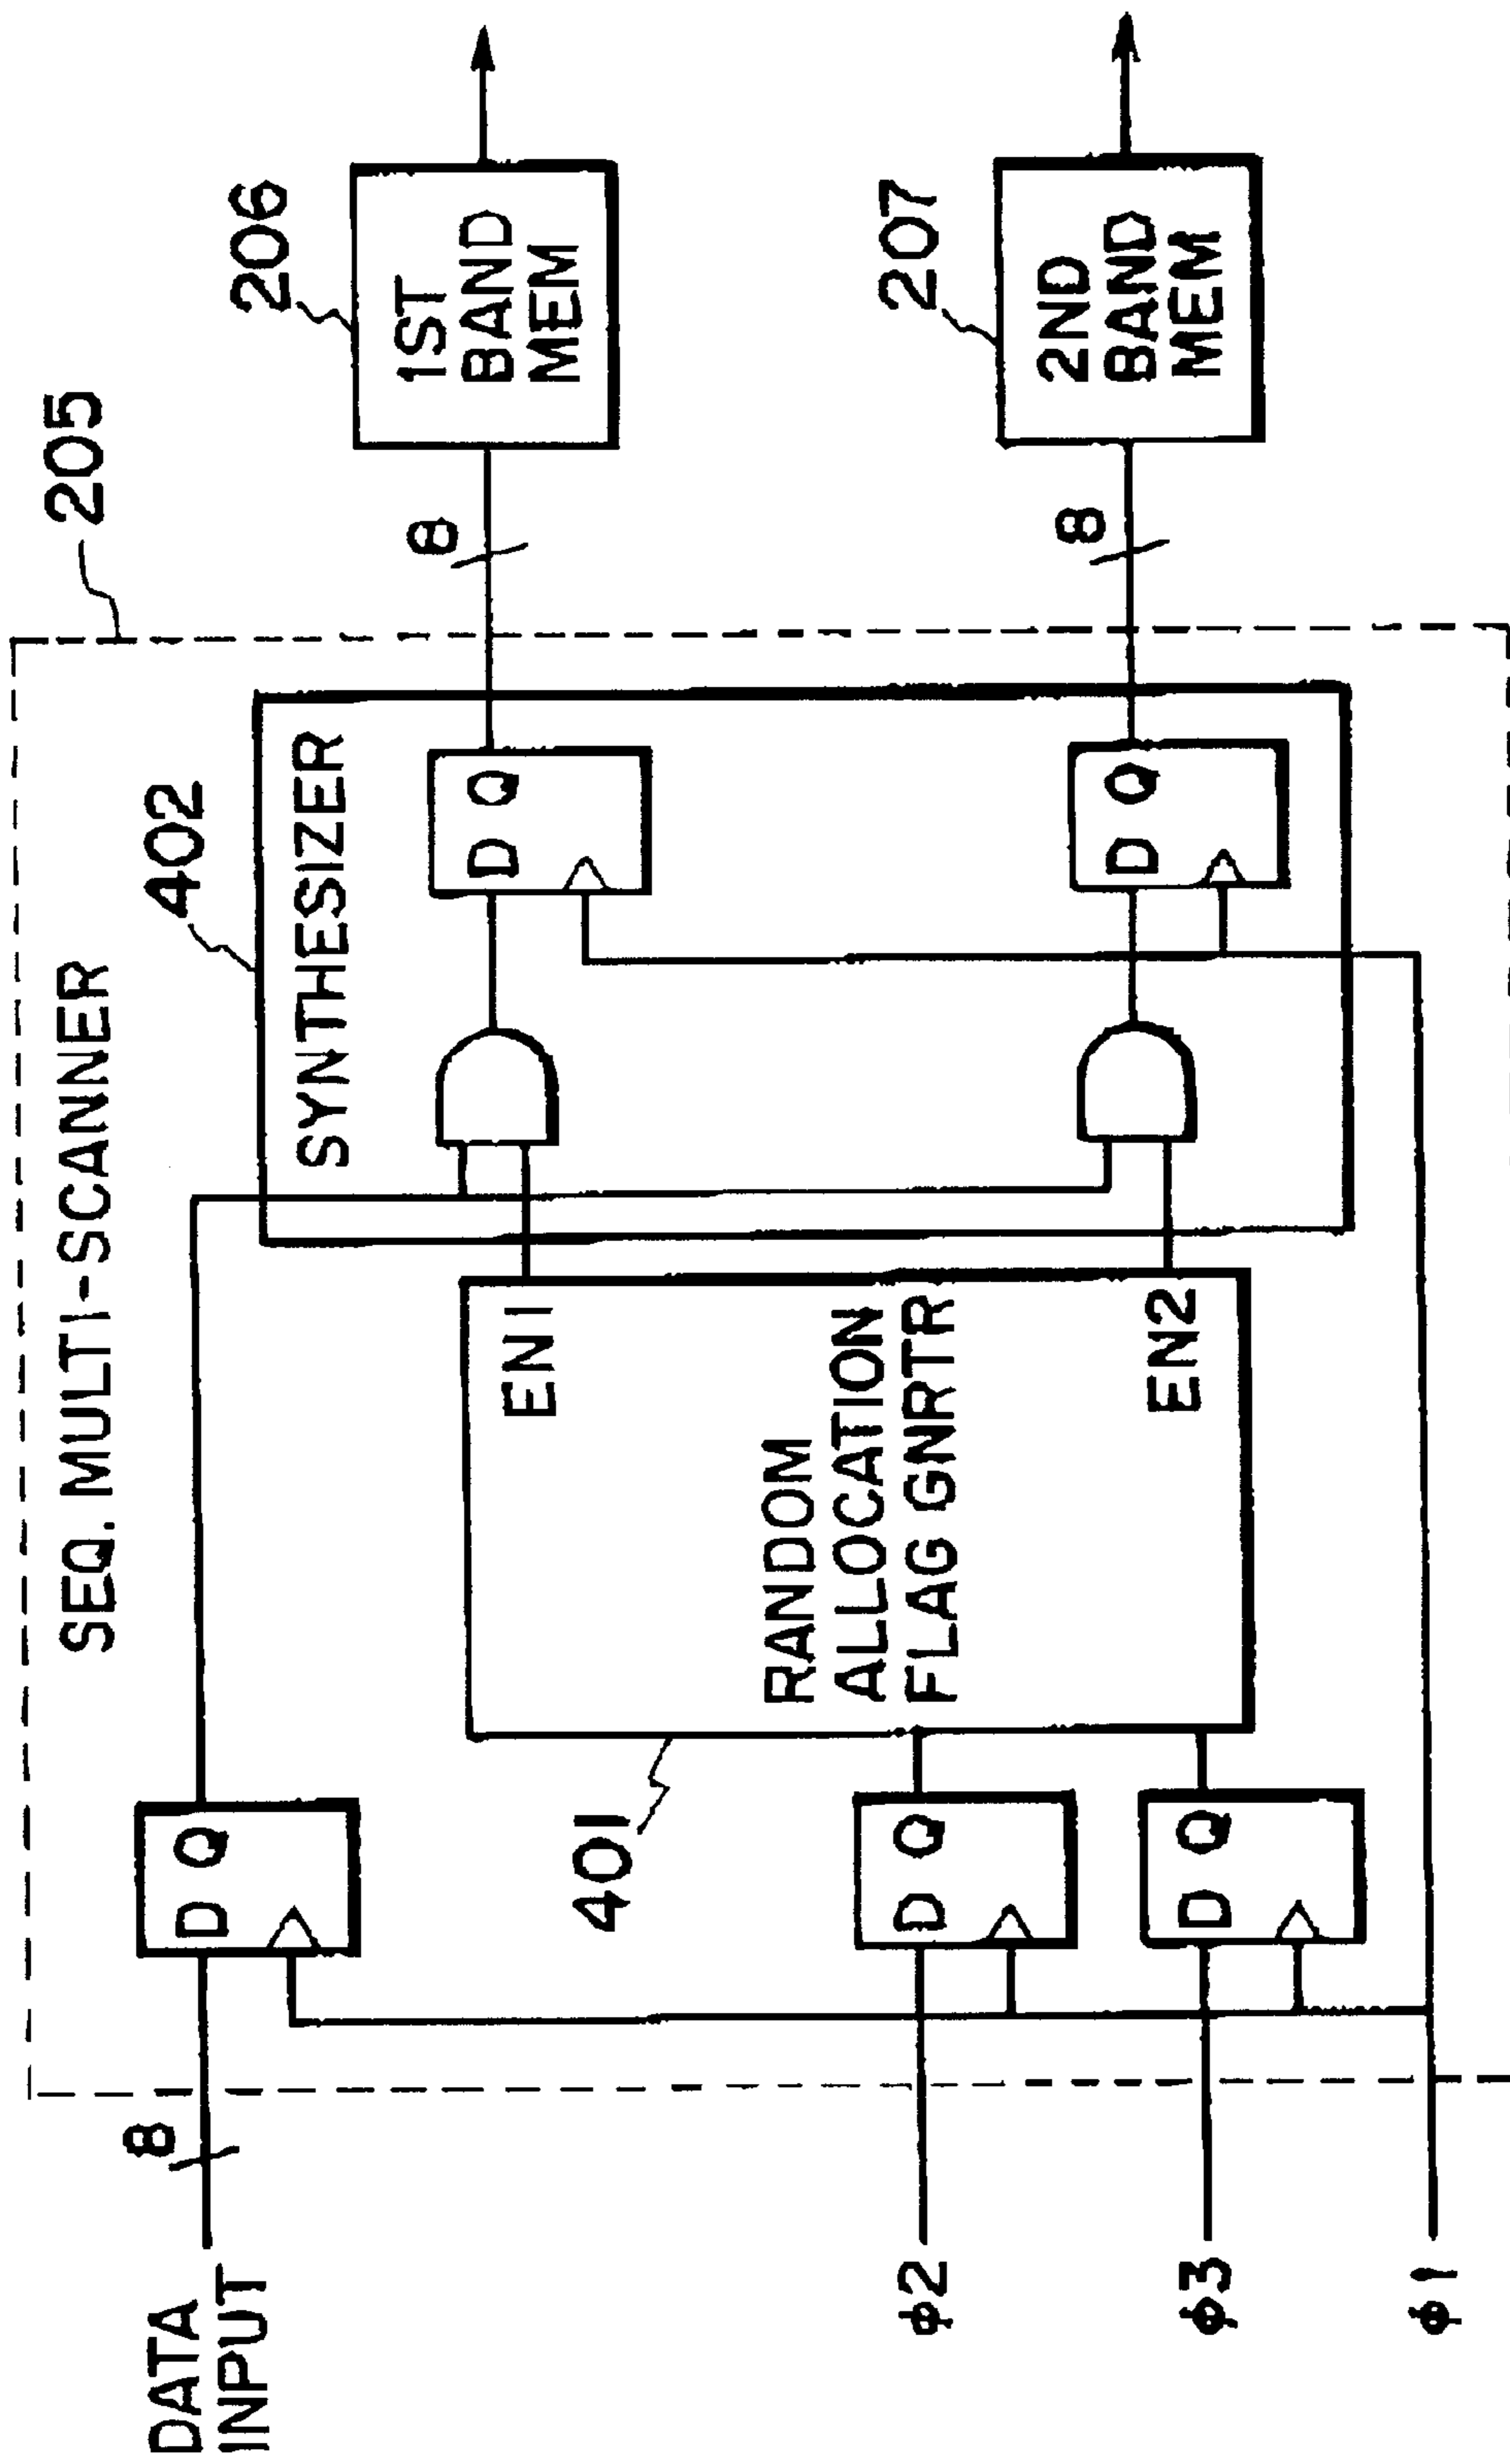 205
SEQ. MULTI-SCANNER
402
SYNTHESIZER
206
1ST
BAND
MEM
207
2ND
BAND
MEM
8
8
8
DATA
INPUT
D Q
D Q
D Q
D Q
D Q
401
RANDOM
ALLOCATION
FLAG GNRTR
EN1
EN2
ϕ2
ϕ3
ϕ1